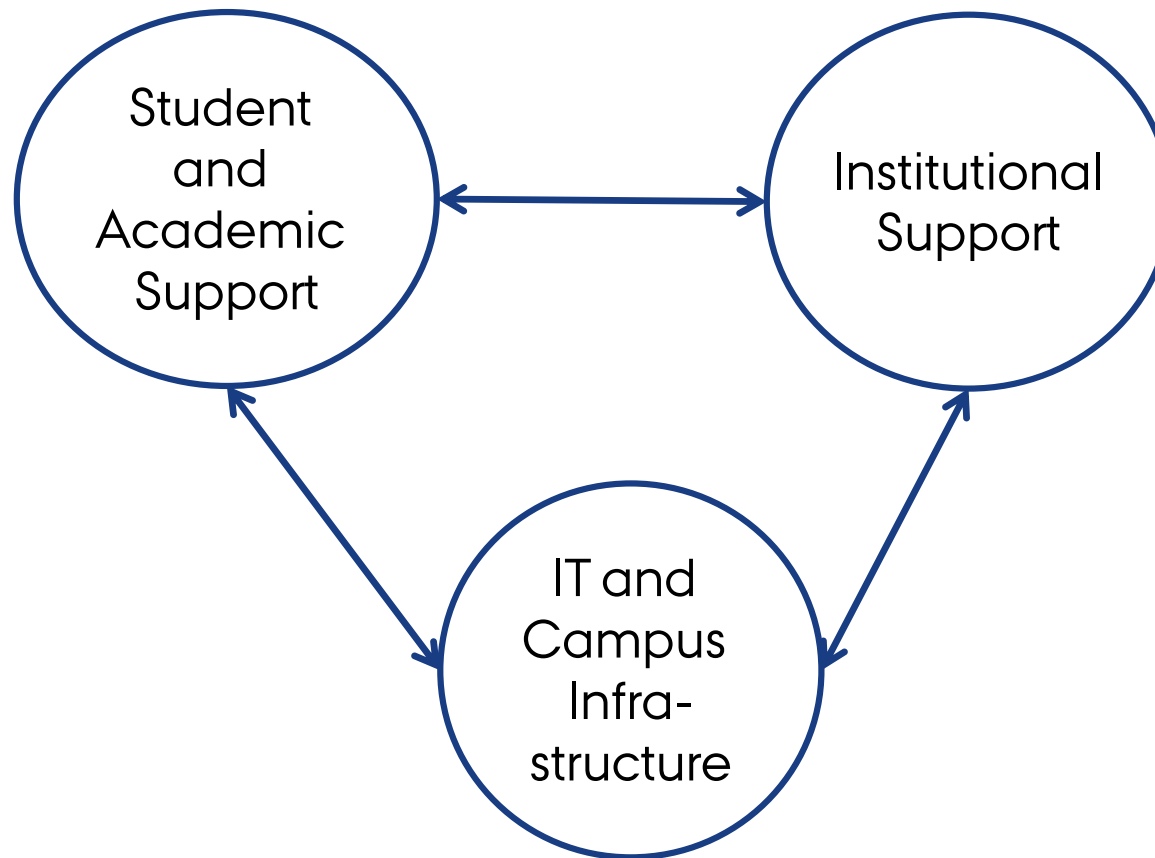 Student
and
Academic
Support
Institutional
Support
IT and
Campus
Infra-
structure